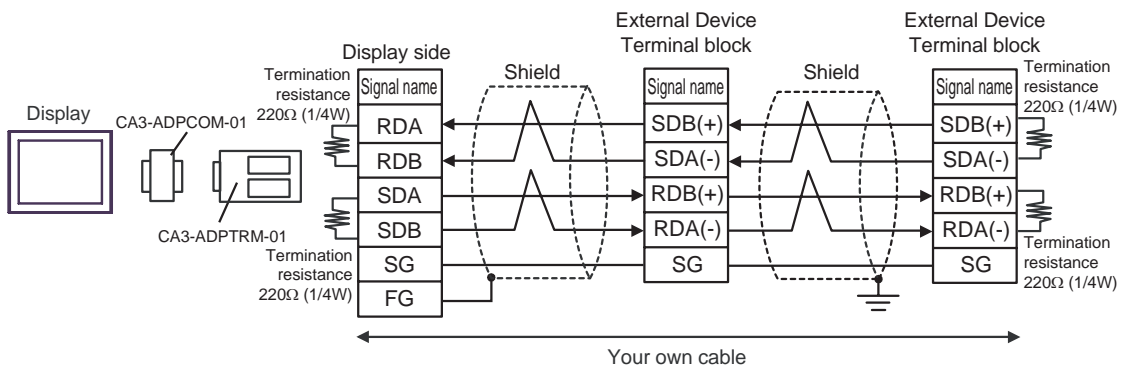 Display
CA3-ADPCOM-01
CA3-ADPTRM-01
Display side
Termination
resistance
220Ω (1/4W)
Termination
resistance
220Ω (1/4W)
Signal name
RDA
RDB
SDA
SDB
SG
FG
Shield
External Device
Terminal block
Signal name
SDB(+)
SDA(-)
RDB(+)
RDA(-)
SG
Shield
External Device
Terminal block
Signal name
SDB(+)
SDA(-)
RDB(+)
RDA(-)
SG
Termination
resistance
220Ω (1/4W)
Termination
resistance
220Ω (1/4W)
Your own cable